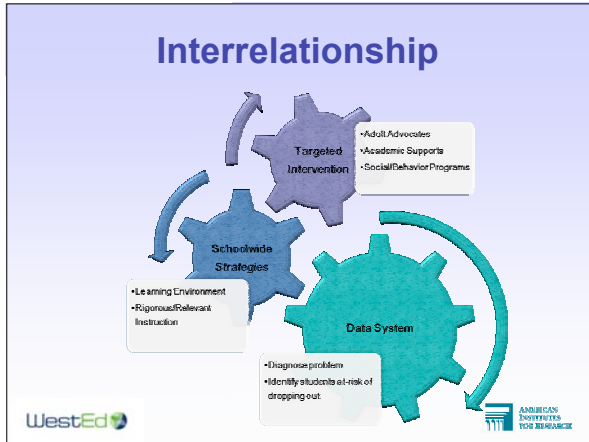 Interrelationship
Targeted
Intervention
•Adult Advocates
•Academic Supports
•Social/Behavior Programs
Schoolwide
Strategies
•Learning Environment
•Rigorous/Relevant
Instruction
Data System
•Diagnose problem
•Identify students at-risk of
dropping out.
WestEd
AMERICAN
INSTITUTES
FOR RESEARCH